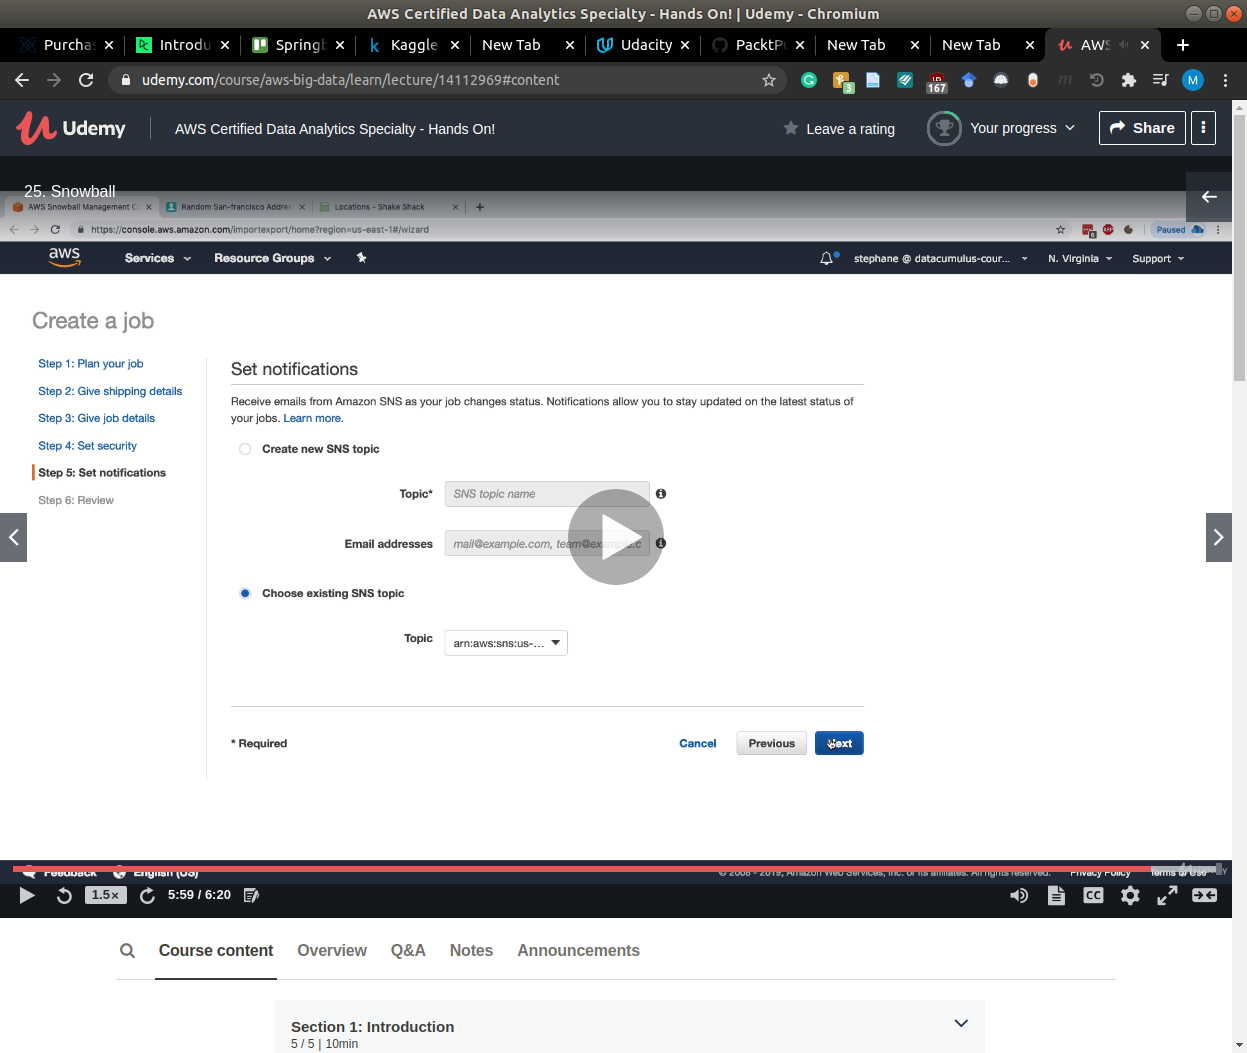 AWS Certified Data Analytics Specialty - Hands On! | Udemy - Chromium
Purchas
Introdu
Springb
Kaggle
New Tab
Udacity
PacktPu
New Tab
New Tab
AWS
udemy.com/course/aws-big-data/learn/lecture/14112969#content
3
167
M
Udemy
AWS Certified Data Analytics Specialty - Hands On!
Leave a rating
Your progress
Share
25. Snowball
AWS Snowball Management C
Random San-francisco Addres
Locations - Shake Shack
https://console.aws.amazon.com/importexport/home?region=us-east-1#/wizard
Paused
aws
Services
Resource Groups
stephane @ datacumulus-cour...
N. Virginia
Support
Create a job
Step 1: Plan your job
Step 2: Give shipping details
Step 3: Give job details
Step 4: Set security
Step 5: Set notifications
Step 6: Review
Set notifications
Receive emails from Amazon SNS as your job changes status. Notifications allow you to stay updated on the latest status of
your jobs. Learn more.
Create new SNS topic
Topic*
SNS topic name
Email addresses
mail@example.com, team@example.c
Choose existing SNS topic
Topic
arn:aws:sns:us-...
* Required
Cancel
Previous
Next
Feedback
English (US)
© 2008 - 2019, Amazon Web Services, Inc. or its affiliates. All rights reserved.
Privacy Policy
Terms of Use
1.5×
5:59 / 6:20
CC
Course content
Overview
Q&A
Notes
Announcements
Section 1: Introduction
5 / 5 | 10min